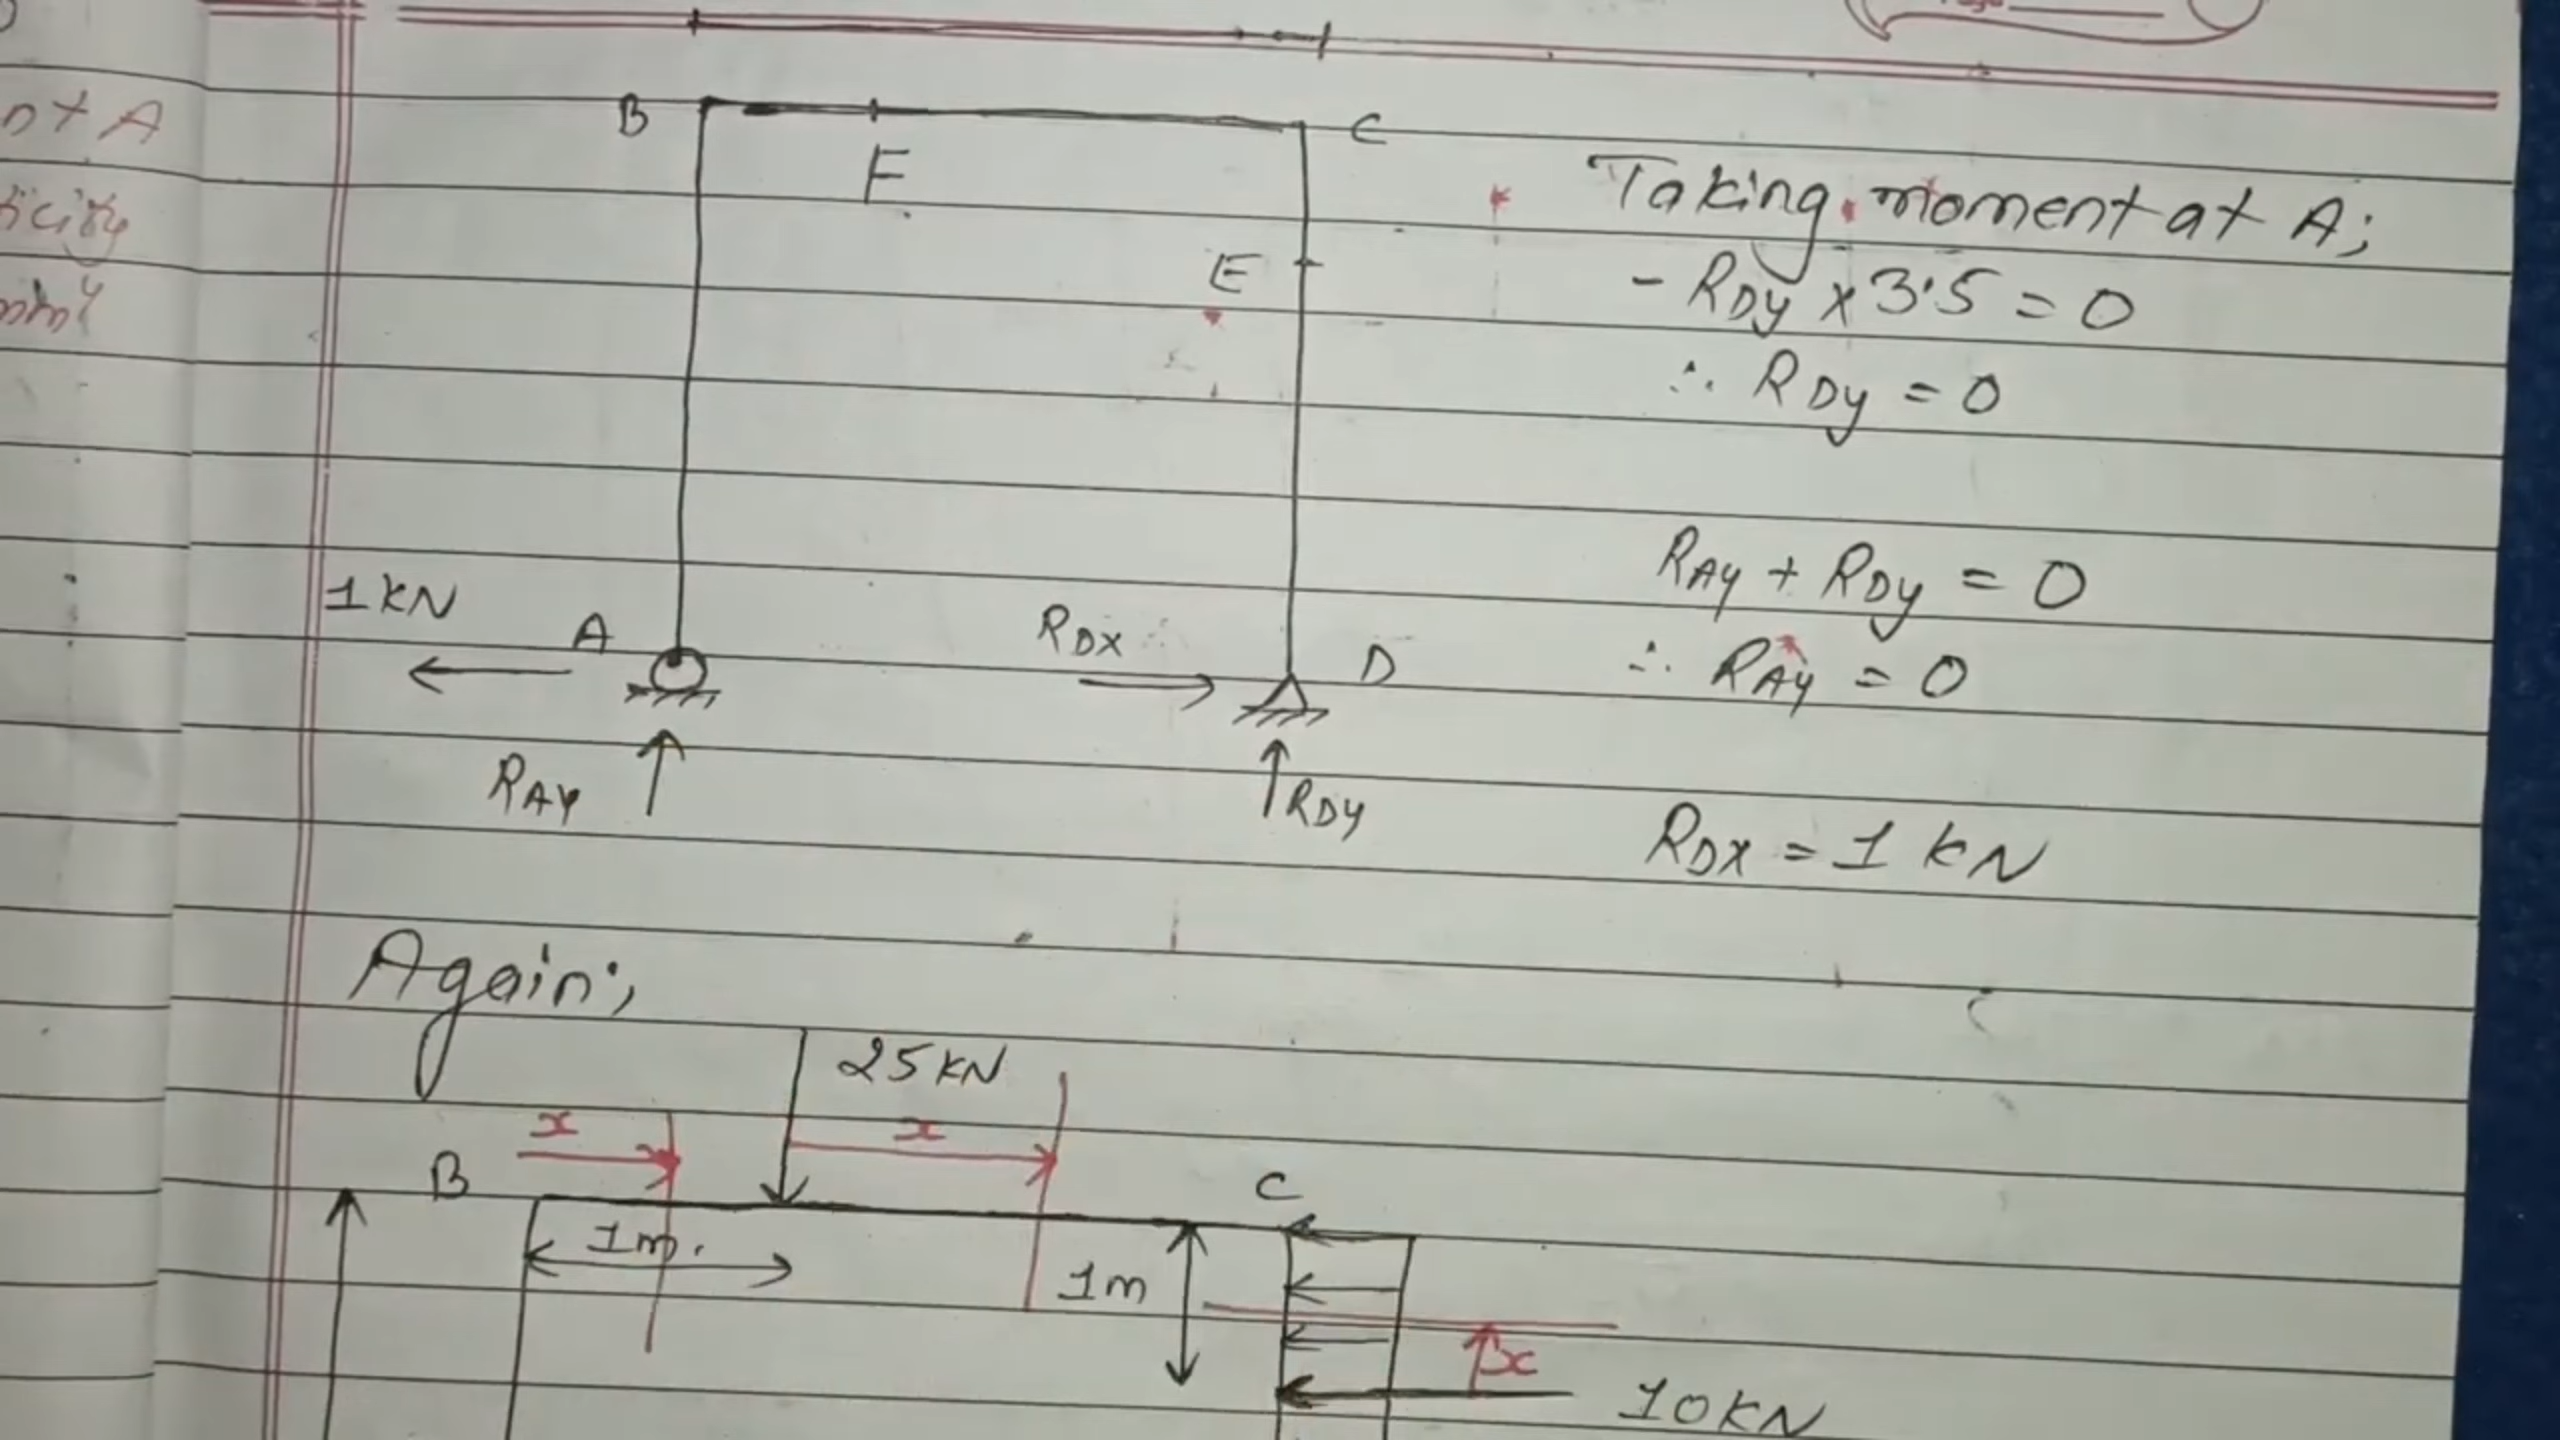 nt A
B
C
F
Taking moment at A;
E
- RDy x 3.5 = 0
∴ RDy = 0
RAy + RDy = 0
1 kN
A
RDX
D
∴ RAy = 0
RAY
RDY
RDX = 1 kN
Again;
25 kN
x
x
B
C
1m.
1m
x
10 kN